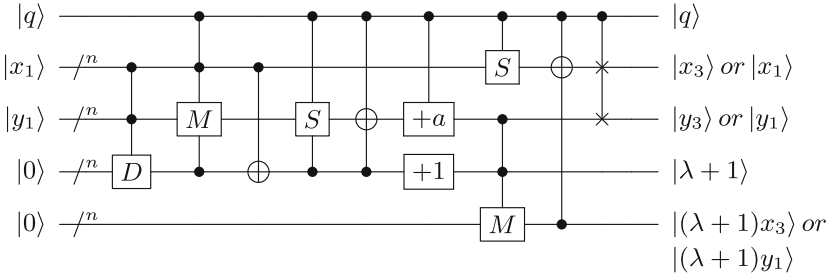 |q⟩ |q⟩
|x₁⟩ /ⁿ S |x₃⟩ or |x₁⟩
|y₁⟩ /ⁿ M S +a |y₃⟩ or |y₁⟩
|0⟩ /ⁿ D +1 |λ + 1⟩
|0⟩ /ⁿ M |(λ + 1)x₃⟩ or
|(λ + 1)y₁⟩